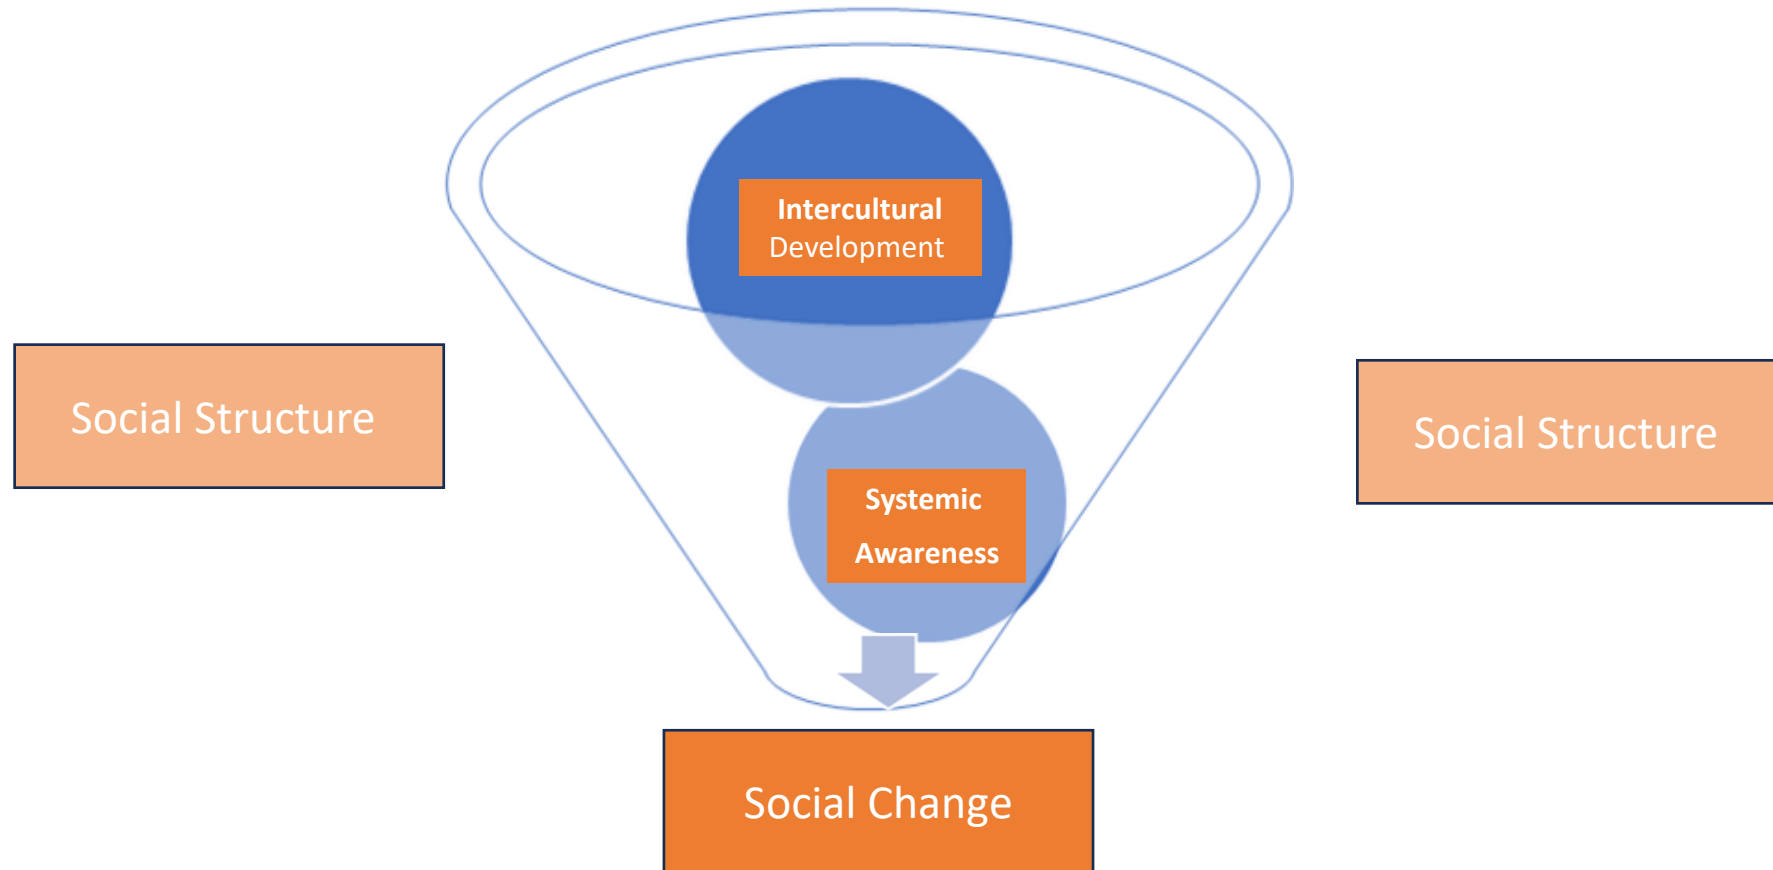 Intercultural
Development
Social Structure
Social Structure
Systemic
Awareness
Social Change